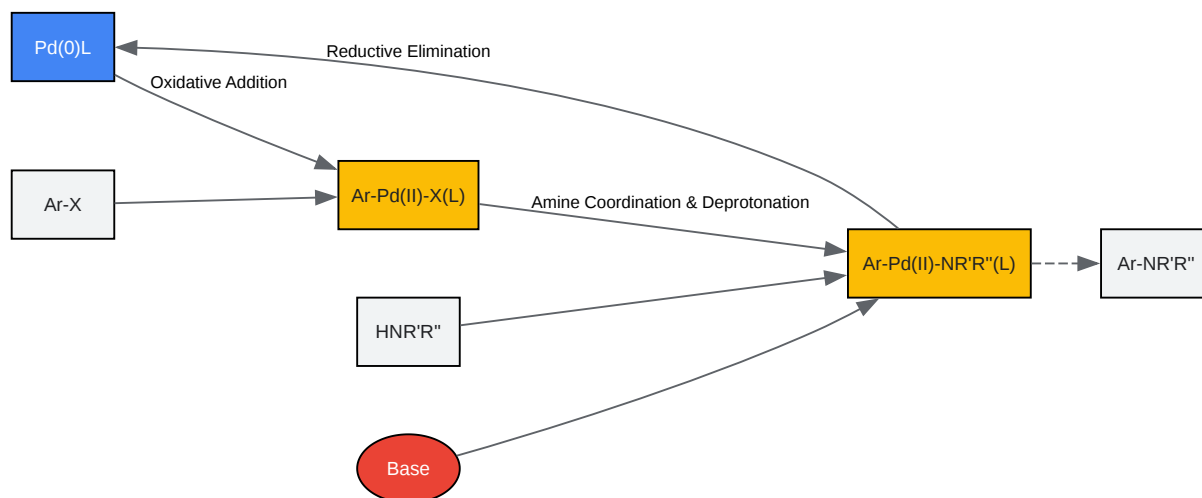 Pd(0)L
Reductive Elimination
Oxidative Addition
Ar-X
Ar-Pd(II)-X(L)
Amine Coordination & Deprotonation
Ar-Pd(II)-NR'R"(L)
Ar-NR'R"
HNR'R"
Base